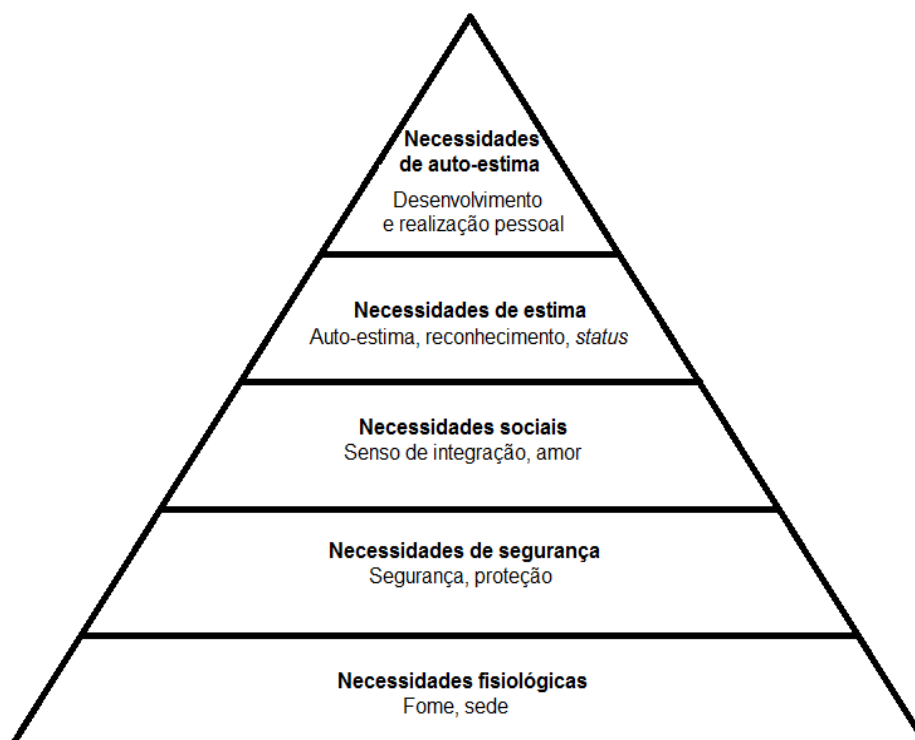 Necessidades
de auto-estima
Desenvolvimento
e realização pessoal
Necessidades de estima
Auto-estima, reconhecimento, status
Necessidades sociais
Senso de integração, amor
Necessidades de segurança
Segurança, proteção
Necessidades fisiológicas
Fome, sede